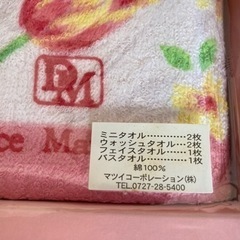 DM
ce Ma
ミニタオル…………2枚
ウォッシュタオル…2枚
フェイスタオル……1枚
バスタオル…………1枚
綿100%
マツイコーポレーション(株)
TEL.0727-28-5400